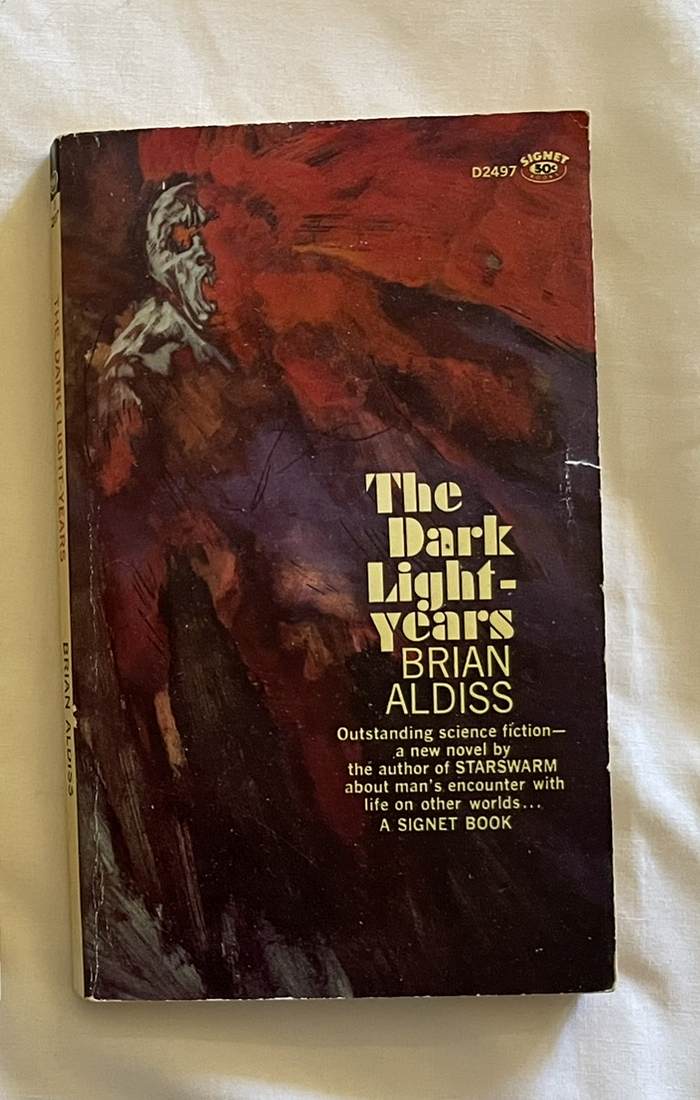 D2497 SIGNET
50¢
BOOKS
The
Dark
Light-
years
BRIAN
ALDISS
Outstanding science fiction—
a new novel by
the author of STARSWARM
about man's encounter with
life on other worlds...
A SIGNET BOOK
THE DARK LIGHT-YEARS
BRIAN ALDISS